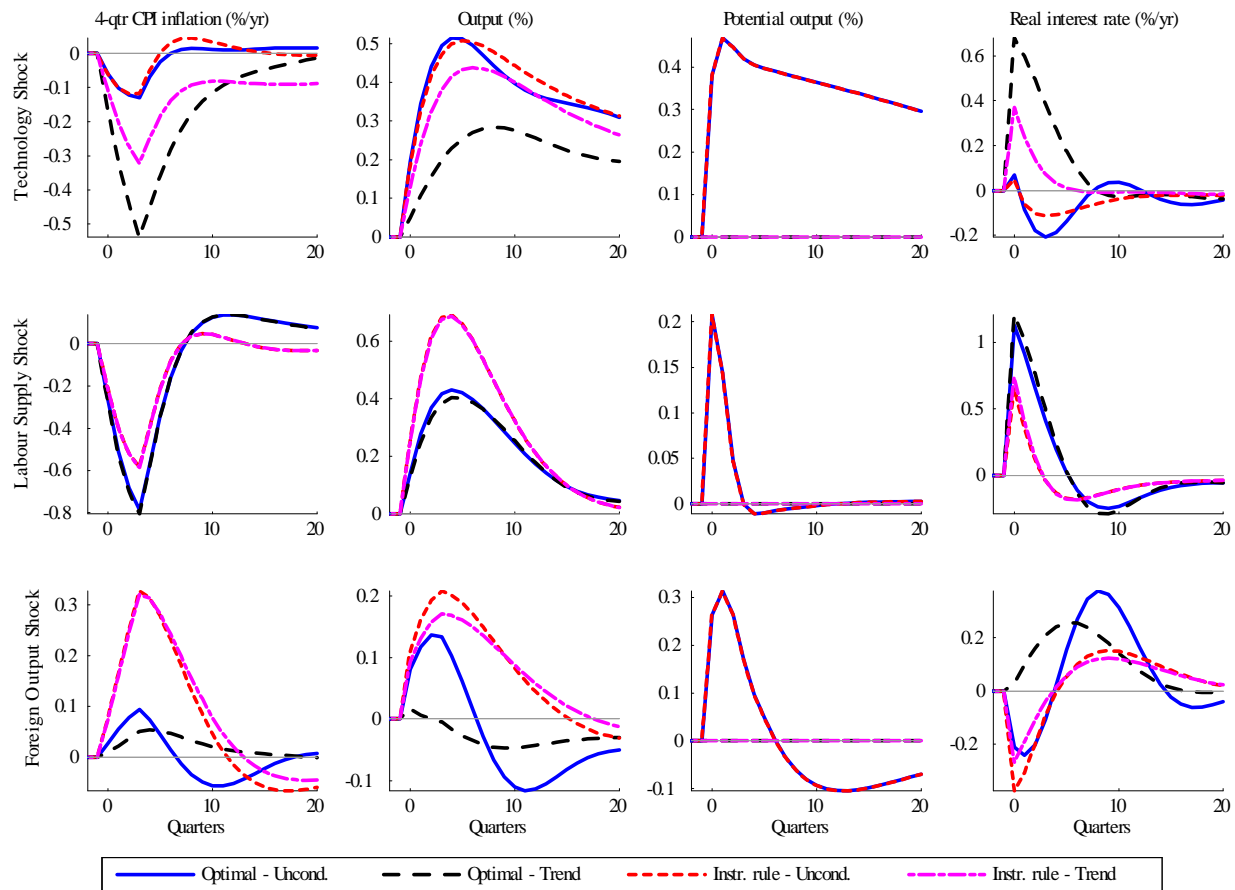 4-qtr CPI inflation (%/yr) Output (%) Potential output (%) Real interest rate (%/yr)
Technology Shock
0
-0.1
-0.2
-0.3
-0.4
-0.5
0 10 20
0.5
0.4
0.3
0.2
0.1
0
0 10 20
0.4
0.3
0.2
0.1
0
0 10 20
0.6
0.4
0.2
0
-0.2
0 10 20
Labour Supply Shock
0
-0.2
-0.4
-0.6
-0.8
0 10 20
0.6
0.4
0.2
0
0 10 20
0.2
0.15
0.1
0.05
0
0 10 20
1
0.5
0
0 10 20
Foreign Output Shock
0.3
0.2
0.1
0
0 10 20
Quarters
0.2
0.1
0
-0.1
0 10 20
Quarters
0.3
0.2
0.1
0
-0.1
0 10 20
Quarters
0.2
0
-0.2
0 10 20
Quarters
Optimal - Uncond. Optimal - Trend Instr. rule - Uncond. Instr. rule - Trend